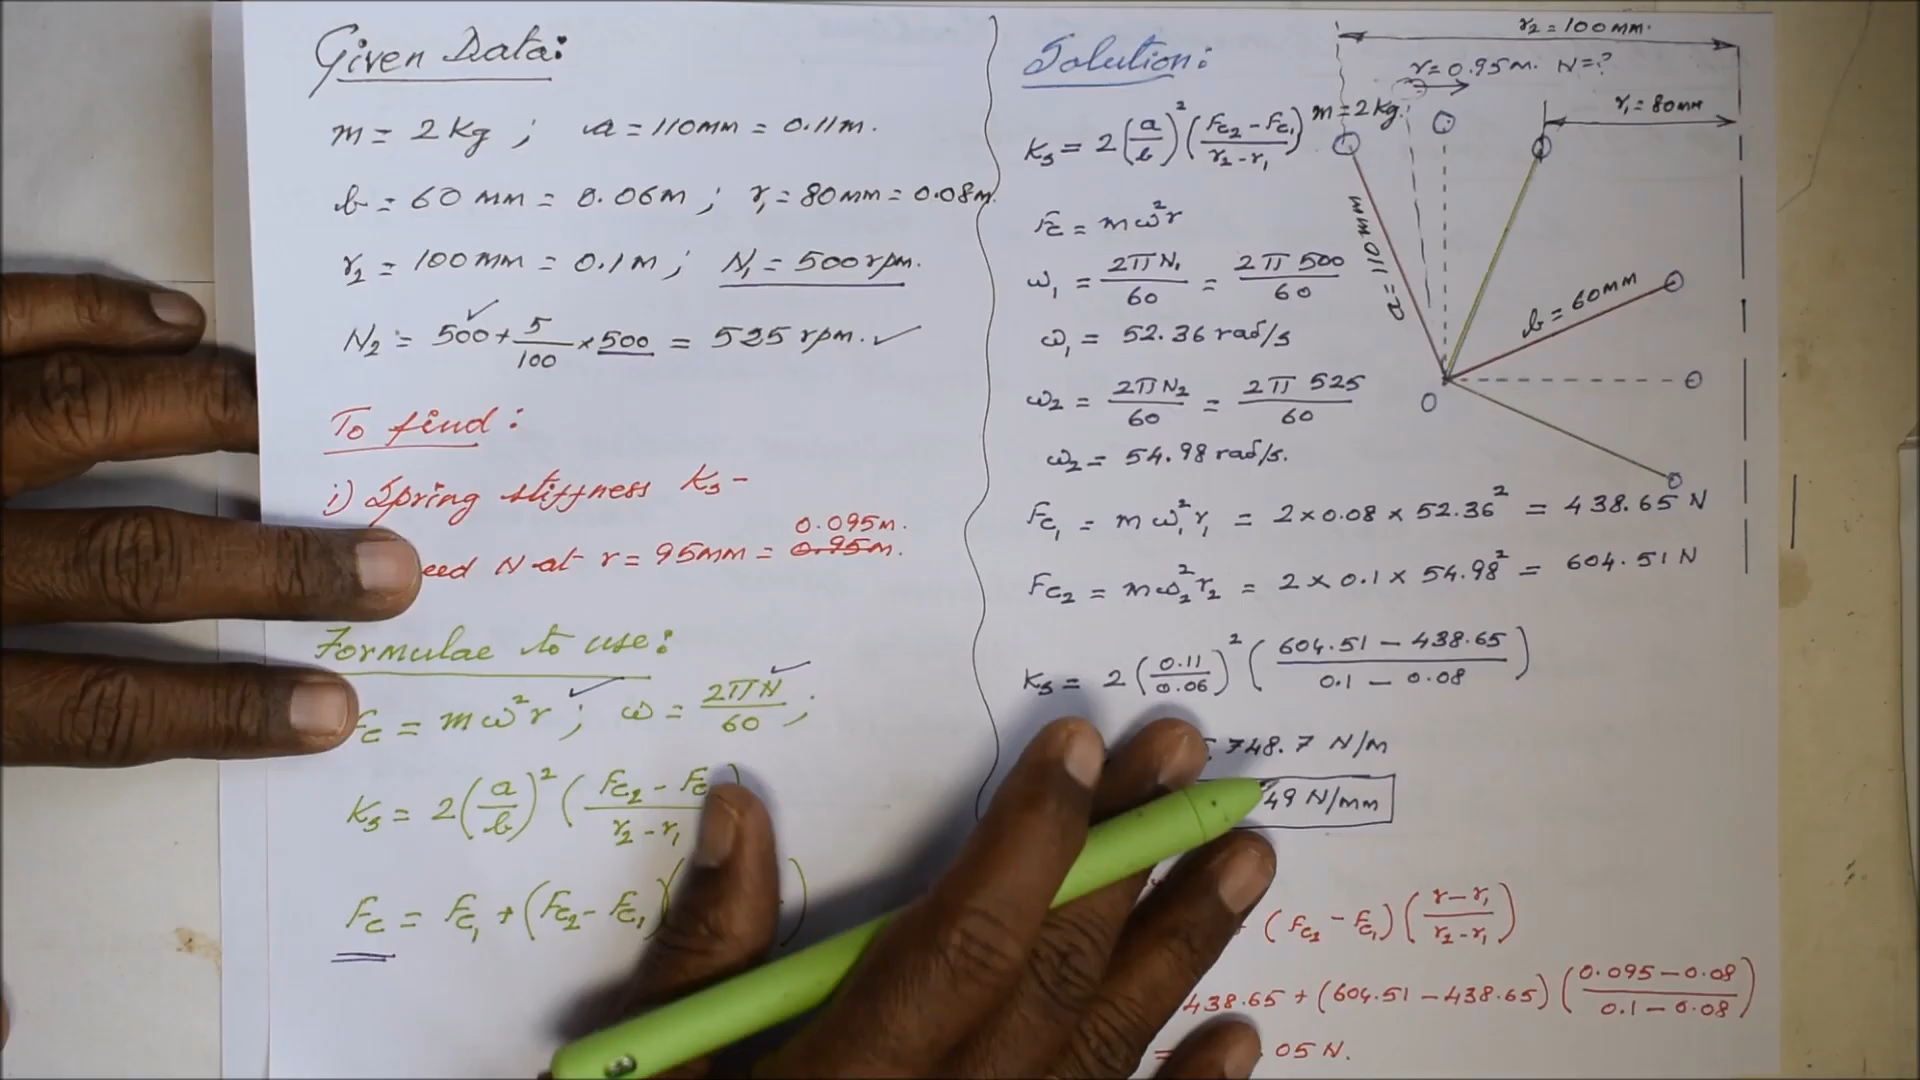 Given Data:
m = 2 Kg ; a = 110mm = 0.11m.
b = 60 mm = 0.06m ; r₁ = 80mm = 0.08m.
r₂ = 100mm = 0.1m ; N₁ = 500rpm.
N₂ = 500 + 5/100 × 500 = 525 rpm.
To find:
i) Spring stiffness Ks -
0.095m.
N at r = 95mm = 0.95m.
Formulae to use:
Fc = mω²r ; ω = 2πN/60 ;
Ks = 2(a/b)² (Fc₂ - Fc / r₂ - r₁
Fc = Fc₁ + (Fc₂ - Fc₁)( )
Solution:
Ks = 2(a/b)² (Fc₂ - Fc₁ / r₂ - r₁)
Fc = mω²r
ω₁ = 2πN₁/60 = 2π 500/60
ω₁ = 52.36 rad/s
ω₂ = 2πN₂/60 = 2π 525/60
ω₂ = 54.98 rad/s.
Fc₁ = mω₁²r₁ = 2×0.08×52.36² = 438.65 N
Fc₂ = mω₂²r₂ = 2 × 0.1 × 54.98² = 604.51 N
Ks = 2 (0.11/0.06)² (604.51 - 438.65 / 0.1 - 0.08)
748.7 N/m
49 N/mm
(Fc₂ - Fc₁) (r - r₁ / r₂ - r₁)
438.65 + (604.51 - 438.65) (0.095 - 0.08 / 0.1 - 0.08)
= 05 N.
r₂ = 100mm.
r = 0.95m. N = ?
r₁ = 80mm
m = 2 kg.
a = 110 mm
b = 60mm
O